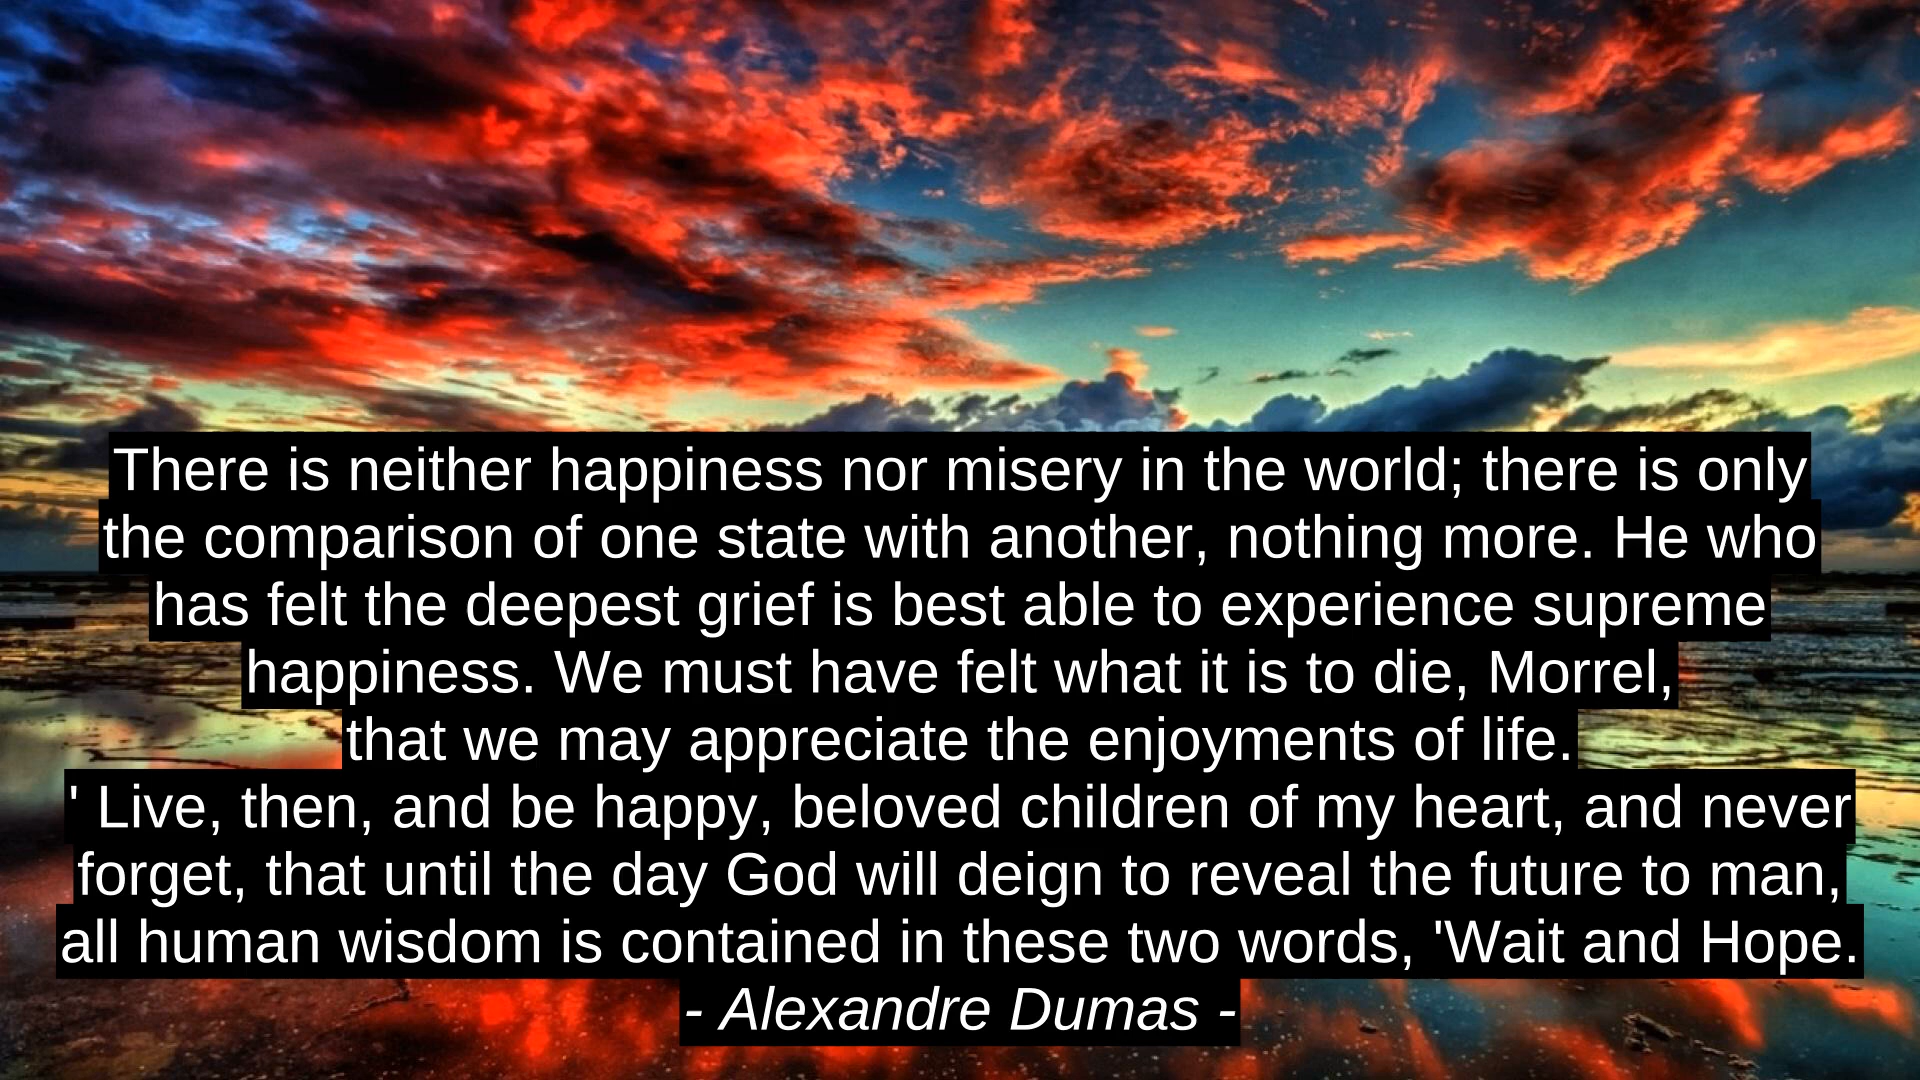 There is neither happiness nor misery in the world; there is only
the comparison of one state with another, nothing more. He who
has felt the deepest grief is best able to experience supreme
happiness. We must have felt what it is to die, Morrel,
that we may appreciate the enjoyments of life.
' Live, then, and be happy, beloved children of my heart, and never
forget, that until the day God will deign to reveal the future to man,
all human wisdom is contained in these two words, 'Wait and Hope.
- Alexandre Dumas -